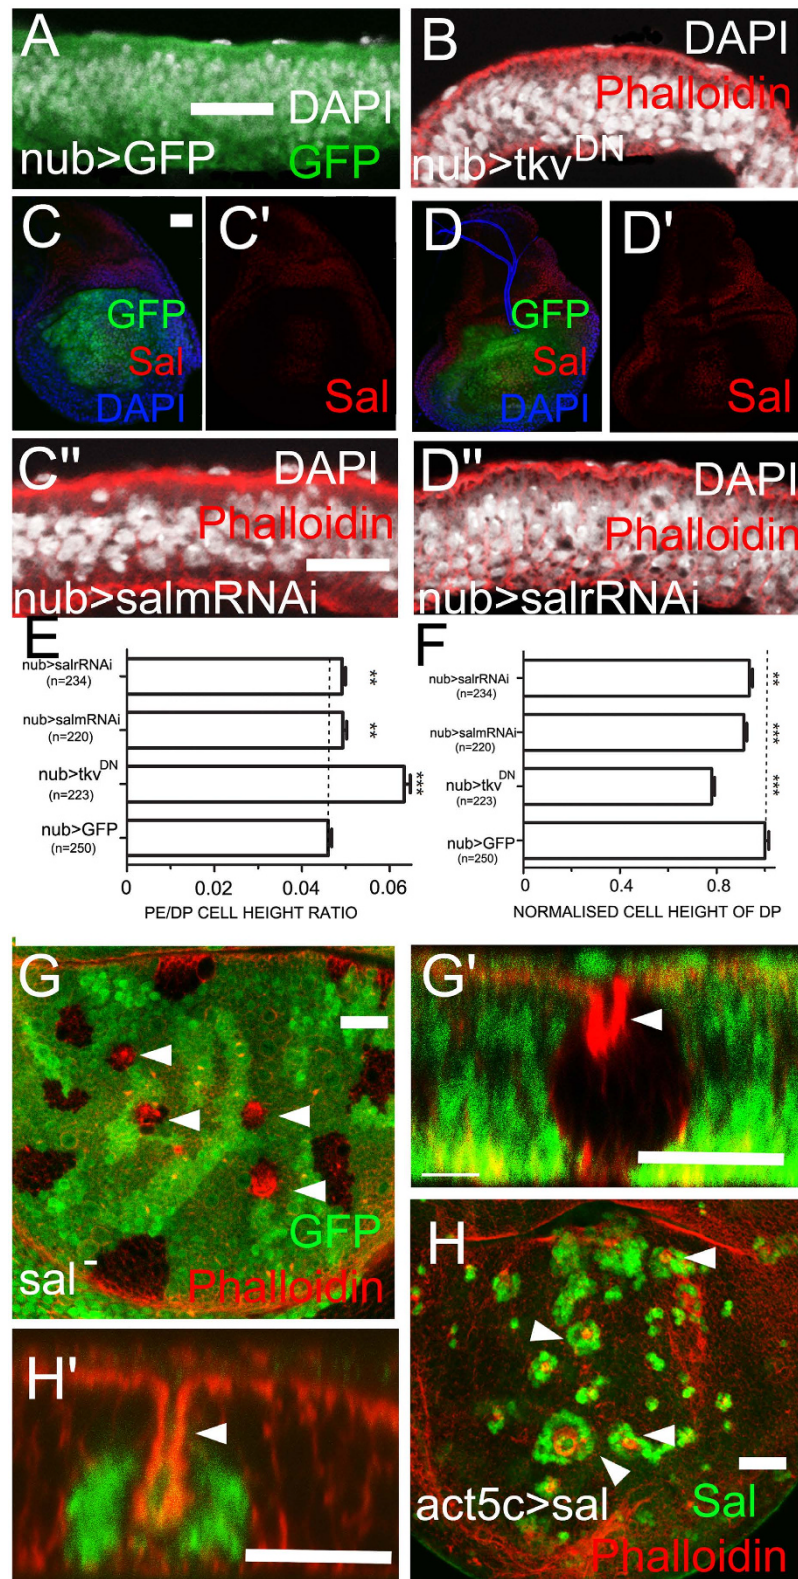 A
DAPI
nub>GFP
GFP
B
DAPI
Phalloidin
nub>tkv^DN
C
GFP
Sal
DAPI
C'
Sal
D
GFP
Sal
DAPI
D'
Sal
C''
DAPI
Phalloidin
nub>salmRNAi
D''
DAPI
Phalloidin
nub>salrRNAi
E
nub>salrRNAi
(n=234)
**
nub>salmRNAi
(n=220)
**
nub>tkv^DN
(n=223)
***
nub>GFP
(n=250)
0
0.02
0.04
0.06
PE/DP CELL HEIGHT RATIO
F
nub>salrRNAi
(n=234)
**
nub>salmRNAi
(n=220)
***
nub>tkv^DN
(n=223)
***
nub>GFP
(n=250)
0
0.4
0.8
NORMALISED CELL HEIGHT OF DP
G
GFP
sal⁻
Phalloidin
G'
H
act5c>sal
Sal
Phalloidin
H'